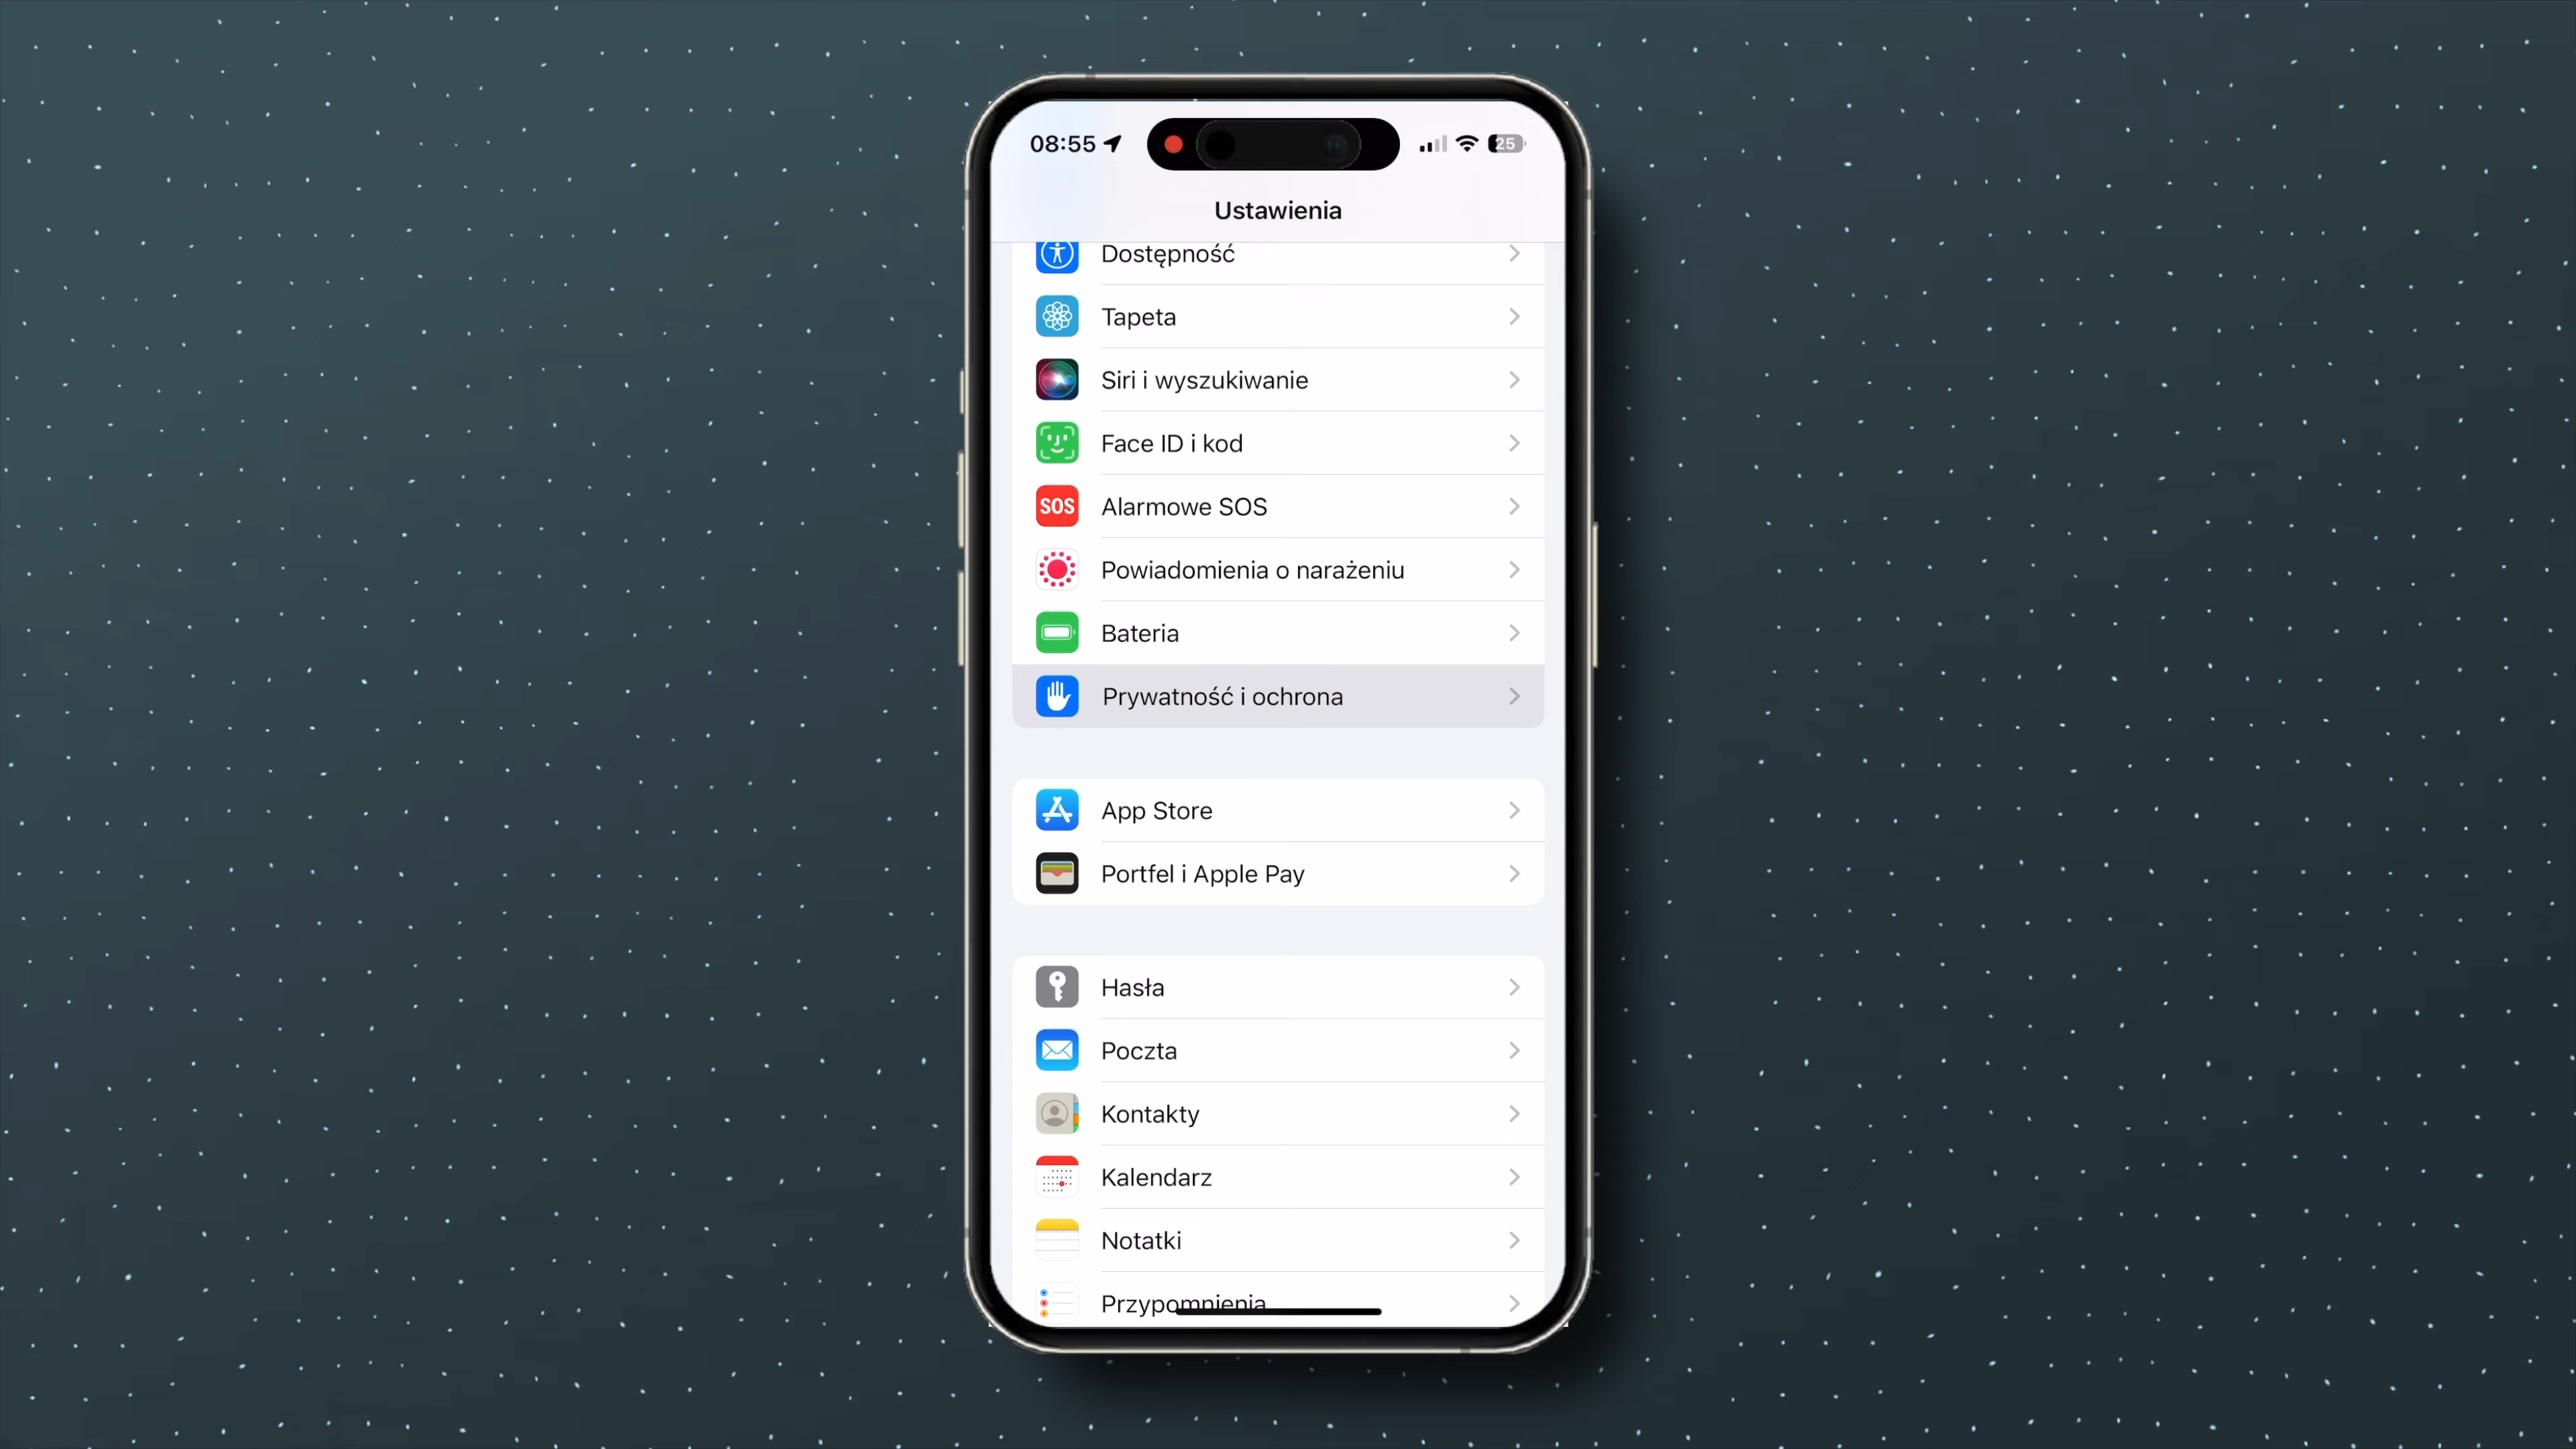 08:55
25
Ustawienia
Dostępność
Tapeta
Siri i wyszukiwanie
Face ID i kod
SOS
Alarmowe SOS
Powiadomienia o narażeniu
Bateria
Prywatność i ochrona
App Store
Portfel i Apple Pay
Hasła
Poczta
Kontakty
Kalendarz
Notatki
Przypomnienia